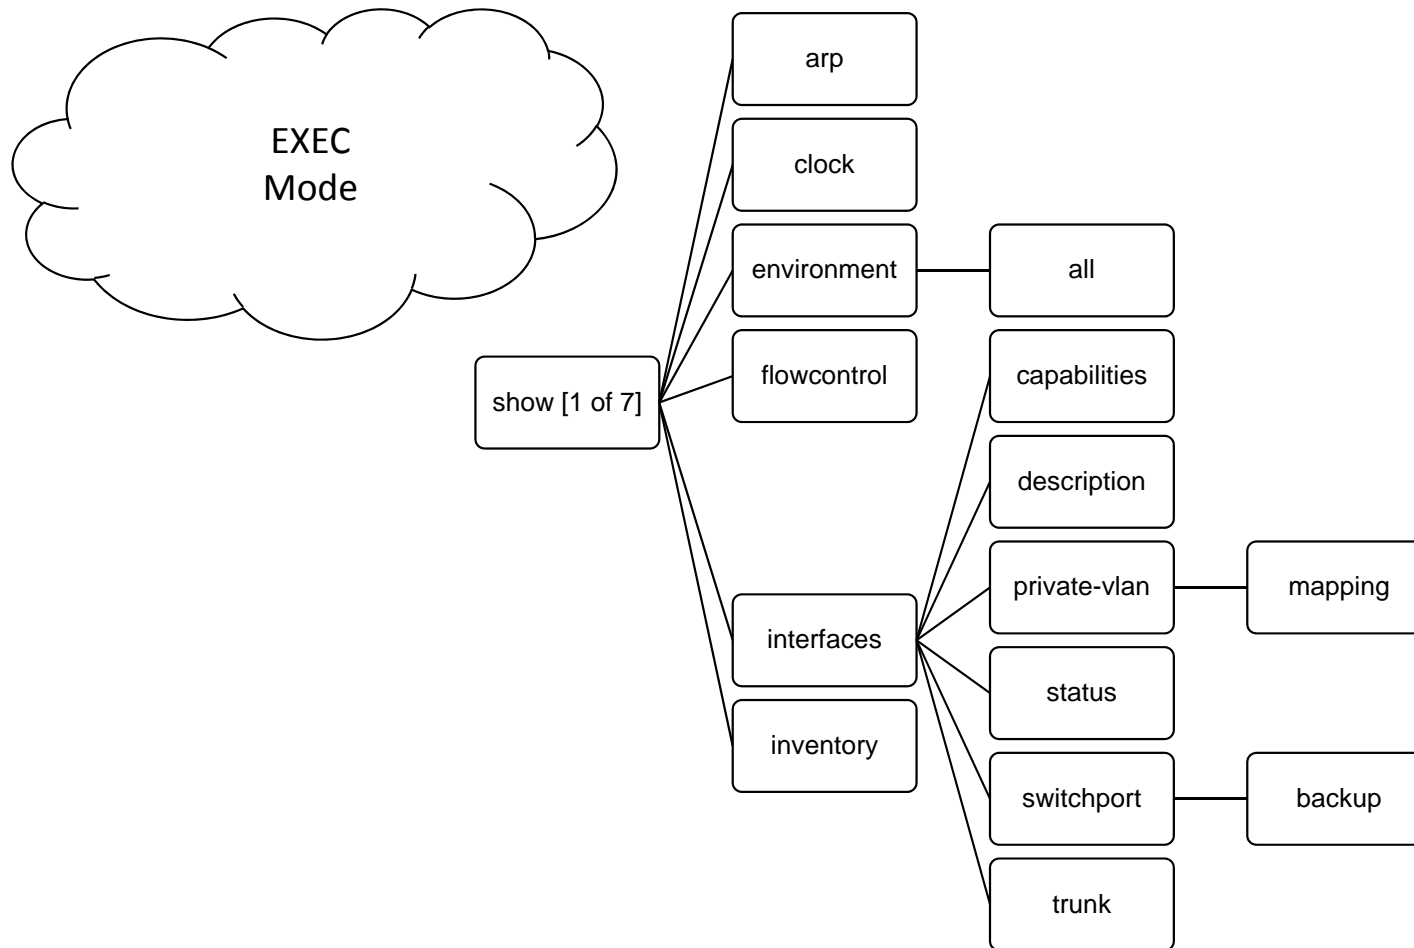 EXEC
Mode
show [1 of 7]
arp
clock
environment
all
flowcontrol
interfaces
capabilities
description
private-vlan
mapping
status
switchport
backup
trunk
inventory